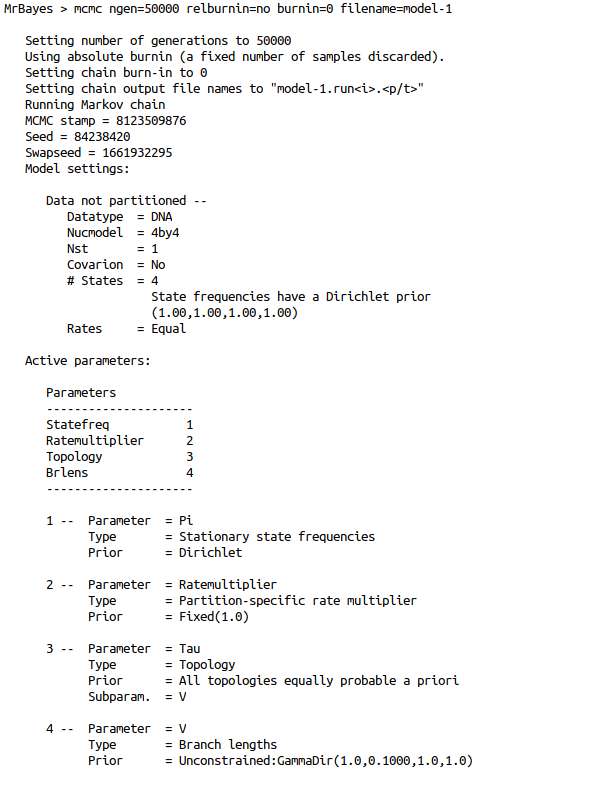 MrBayes > mcmc ngen=50000 relburnin=no burnin=0 filename=model-1
Setting number of generations to 50000
Using absolute burnin (a fixed number of samples discarded).
Setting chain burn-in to 0
Setting chain output file names to "model-1.run<i>.<p/t>"
Running Markov chain
MCMC stamp = 8123509876
Seed = 84238420
Swapseed = 1661932295
Model settings:
Data not partitioned --
Datatype = DNA
Nucmodel = 4by4
Nst = 1
Covarion = No
# States = 4
State frequencies have a Dirichlet prior
(1.00,1.00,1.00,1.00)
Rates = Equal
Active parameters:
Parameters
---------------------
Statefreq 1
Ratemultiplier 2
Topology 3
Brlens 4
---------------------
1 -- Parameter = Pi
Type = Stationary state frequencies
Prior = Dirichlet
2 -- Parameter = Ratemultiplier
Type = Partition-specific rate multiplier
Prior = Fixed(1.0)
3 -- Parameter = Tau
Type = Topology
Prior = All topologies equally probable a priori
Subparam. = V
4 -- Parameter = V
Type = Branch lengths
Prior = Unconstrained:GammaDir(1.0,0.1000,1.0,1.0)